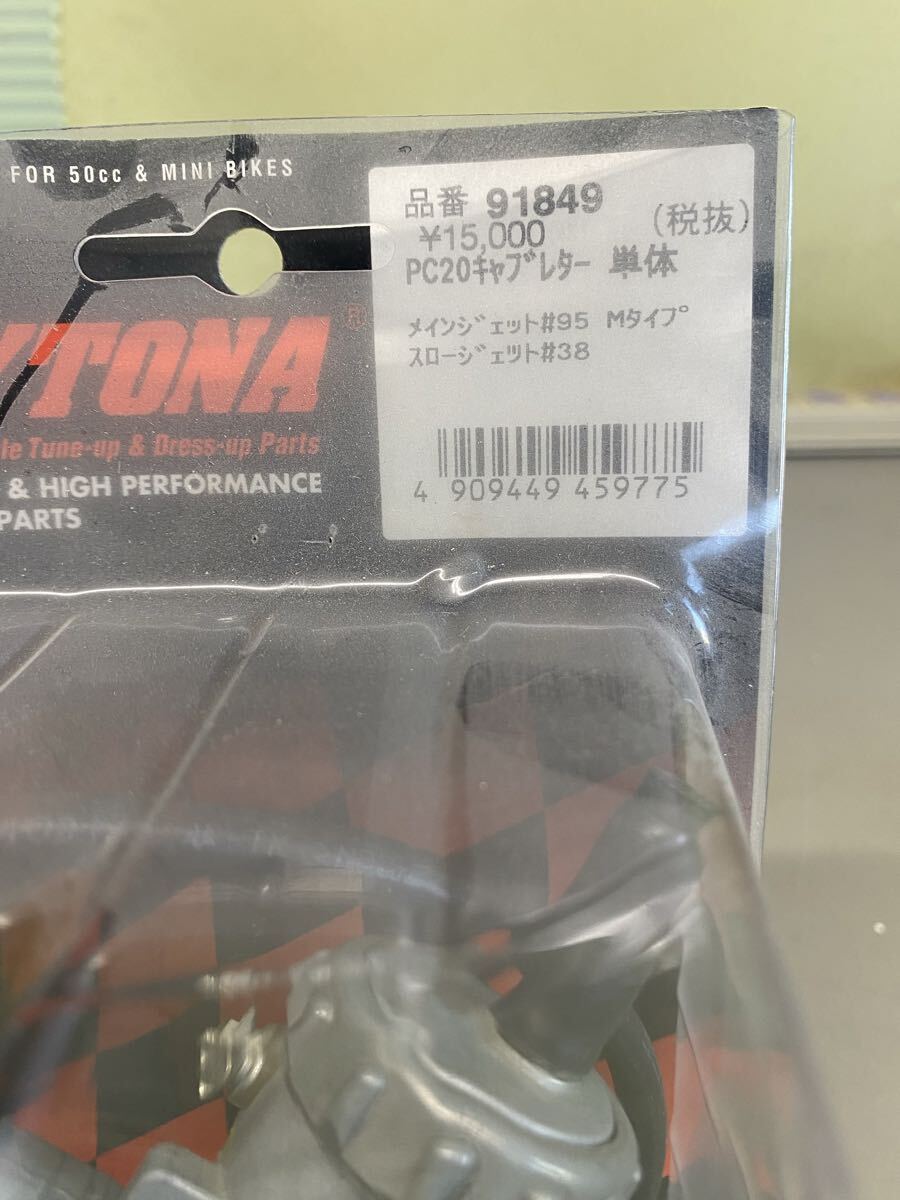 FOR 50cc & MINI BIKES
品番 91849
¥15,000 (税抜)
PC20ｷｬﾌﾞﾚﾀｰ 単体
ﾒｲﾝｼﾞｪｯﾄ#95 Mﾀｲﾌﾟ
ｽﾛｰｼﾞｪｯﾄ#38
4 909449 459775
YTONA®
le Tune-up & Dress-up Parts
& HIGH PERFORMANCE
PARTS